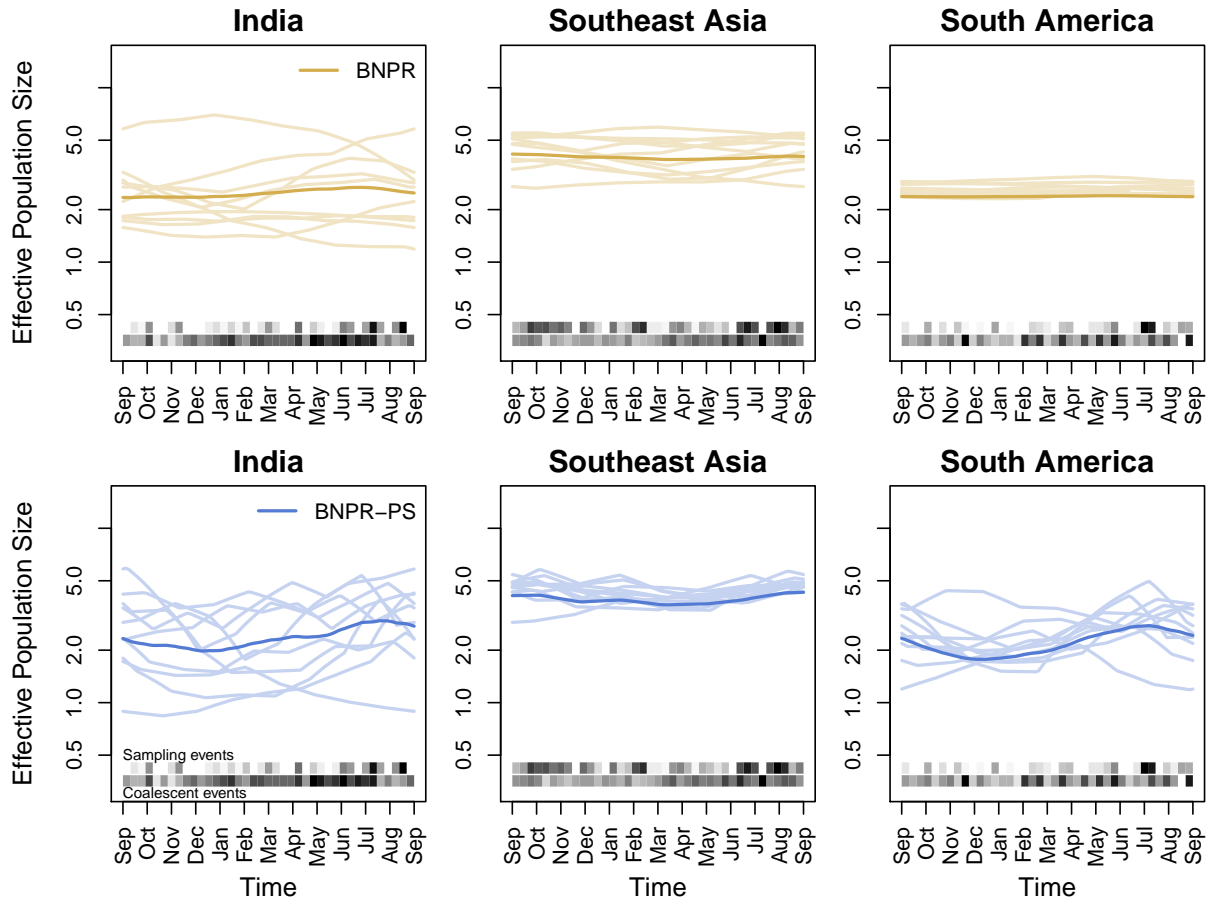 India
Southeast Asia
South America
Effective Population Size
BNPR
5.0
2.0
1.0
0.5
5.0
2.0
1.0
0.5
5.0
2.0
1.0
0.5
Sep Oct Nov Dec Jan Feb Mar Apr May Jun Jul Aug Sep
Sep Oct Nov Dec Jan Feb Mar Apr May Jun Jul Aug Sep
Sep Oct Nov Dec Jan Feb Mar Apr May Jun Jul Aug Sep
India
Southeast Asia
South America
Effective Population Size
BNPR−PS
5.0
2.0
1.0
0.5
Sampling events
Coalescent events
5.0
2.0
1.0
0.5
5.0
2.0
1.0
0.5
Sep Oct Nov Dec Jan Feb Mar Apr May Jun Jul Aug Sep
Sep Oct Nov Dec Jan Feb Mar Apr May Jun Jul Aug Sep
Sep Oct Nov Dec Jan Feb Mar Apr May Jun Jul Aug Sep
Time
Time
Time